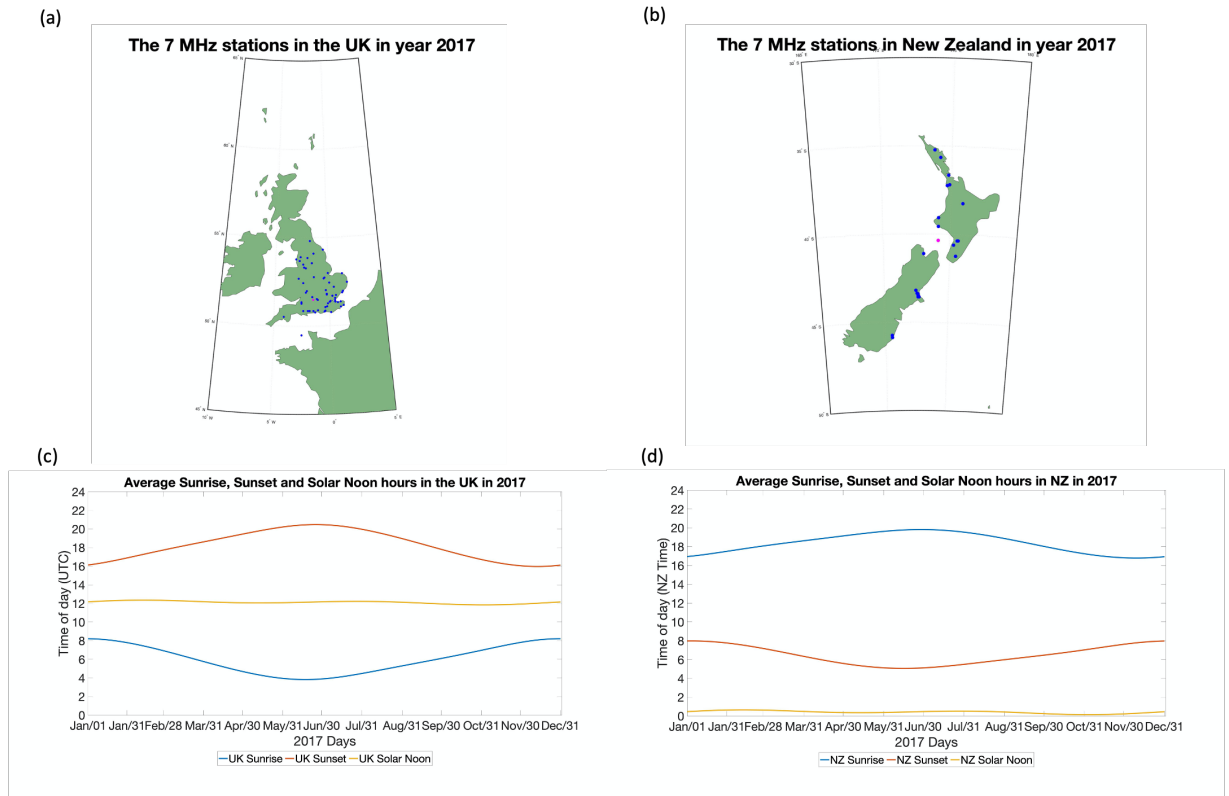 (a)
The 7 MHz stations in the UK in year 2017
(b)
The 7 MHz stations in New Zealand in year 2017
(c)
Average Sunrise, Sunset and Solar Noon hours in the UK in 2017
24
22
20
18
16
14
12
10
8
6
4
2
0
Time of day (UTC)
Jan/01 Jan/31 Feb/28 Mar/31 Apr/30 May/31 Jun/30 Jul/31 Aug/31 Sep/30 Oct/31 Nov/30 Dec/31
2017 Days
UK Sunrise UK Sunset UK Solar Noon
(d)
Average Sunrise, Sunset and Solar Noon hours in NZ in 2017
24
22
20
18
16
14
12
10
8
6
4
2
0
Time of day (NZ Time)
Jan/01 Jan/31 Feb/28 Mar/31 Apr/30 May/31 Jun/30 Jul/31 Aug/31 Sep/30 Oct/31 Nov/30 Dec/31
2017 Days
NZ Sunrise NZ Sunset NZ Solar Noon